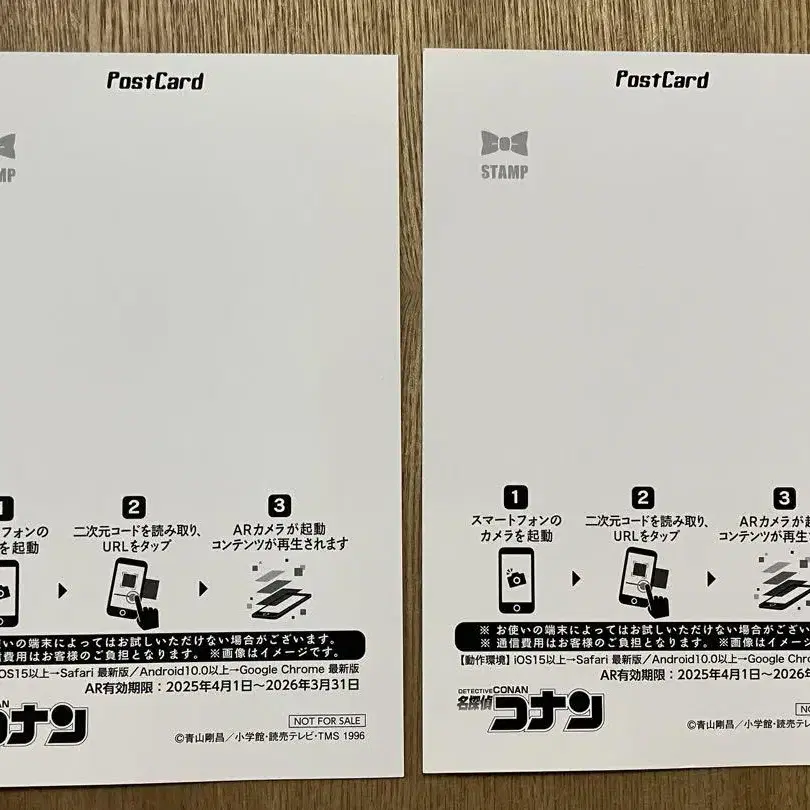 PostCard
MP
2
3
フォンの
を起動
二次元コードを読み取り、
URLをタップ
ARカメラが起動
コンテンツが再生されます
使いの端末によってはお試しいただけない場合がございます。
信費用はお客様のご負担となります。 ※画像はイメージです。
OS15以上→Safari 最新版／Android10.0以上→Google Chrome 最新版
AR有効期限：2025年4月1日〜2026年3月31日
AN
コナン
NOT FOR SALE
©青山剛昌／小学館・読売テレビ・TMS 1996
PostCard
STAMP
1
2
3
スマートフォンの
カメラを起動
二次元コードを読み取り、
URLをタップ
ARカメラが起
コンテンツが再生
※ お使いの端末によってはお試しいただけない場合がござい
※ 通信費用はお客様のご負担となります。 ※画像はイメー
【動作環境】iOS15以上→Safari 最新版／Android10.0以上→Google Chrom
AR有効期限：2025年4月1日〜2026年
DETECTIVE CONAN
名探偵コナン
©青山剛昌／小学館・読売テレビ